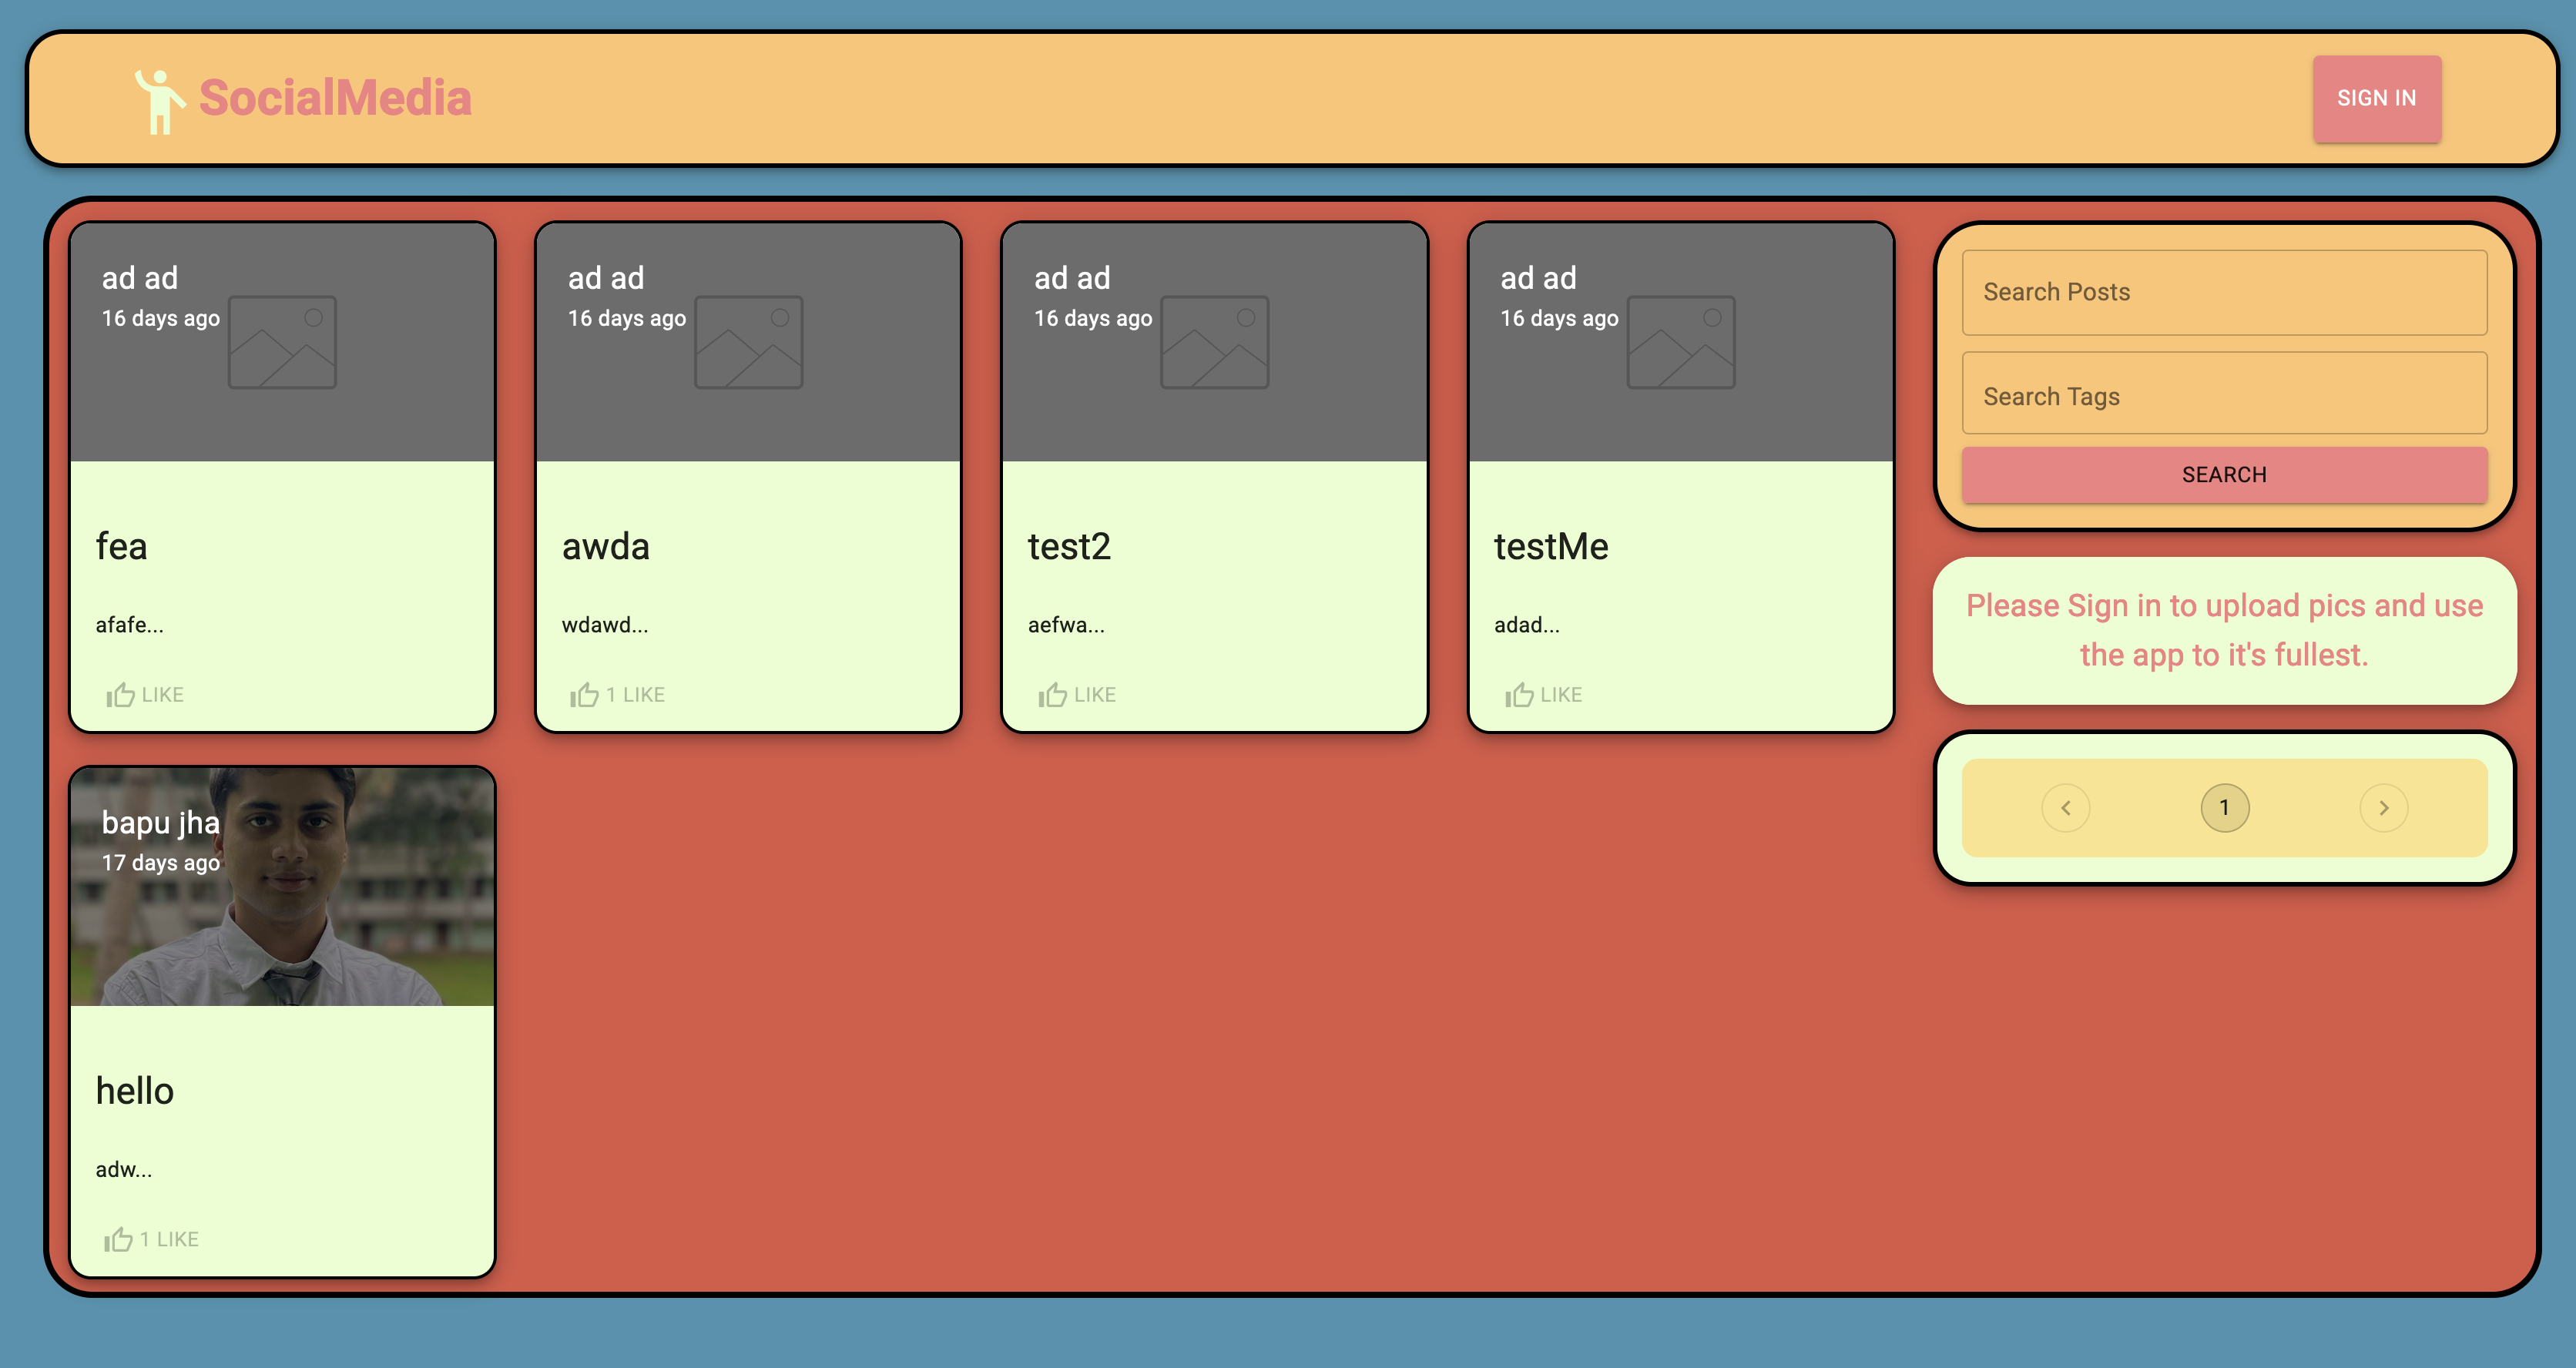 SocialMedia
SIGN IN
ad ad
16 days ago
fea
afafe...
LIKE
ad ad
16 days ago
awda
wdawd...
1 LIKE
ad ad
16 days ago
test2
aefwa...
LIKE
ad ad
16 days ago
testMe
adad...
LIKE
bapu jha
17 days ago
hello
adw...
1 LIKE
Search Posts
Search Tags
SEARCH
Please Sign in to upload pics and use
the app to it's fullest.
1